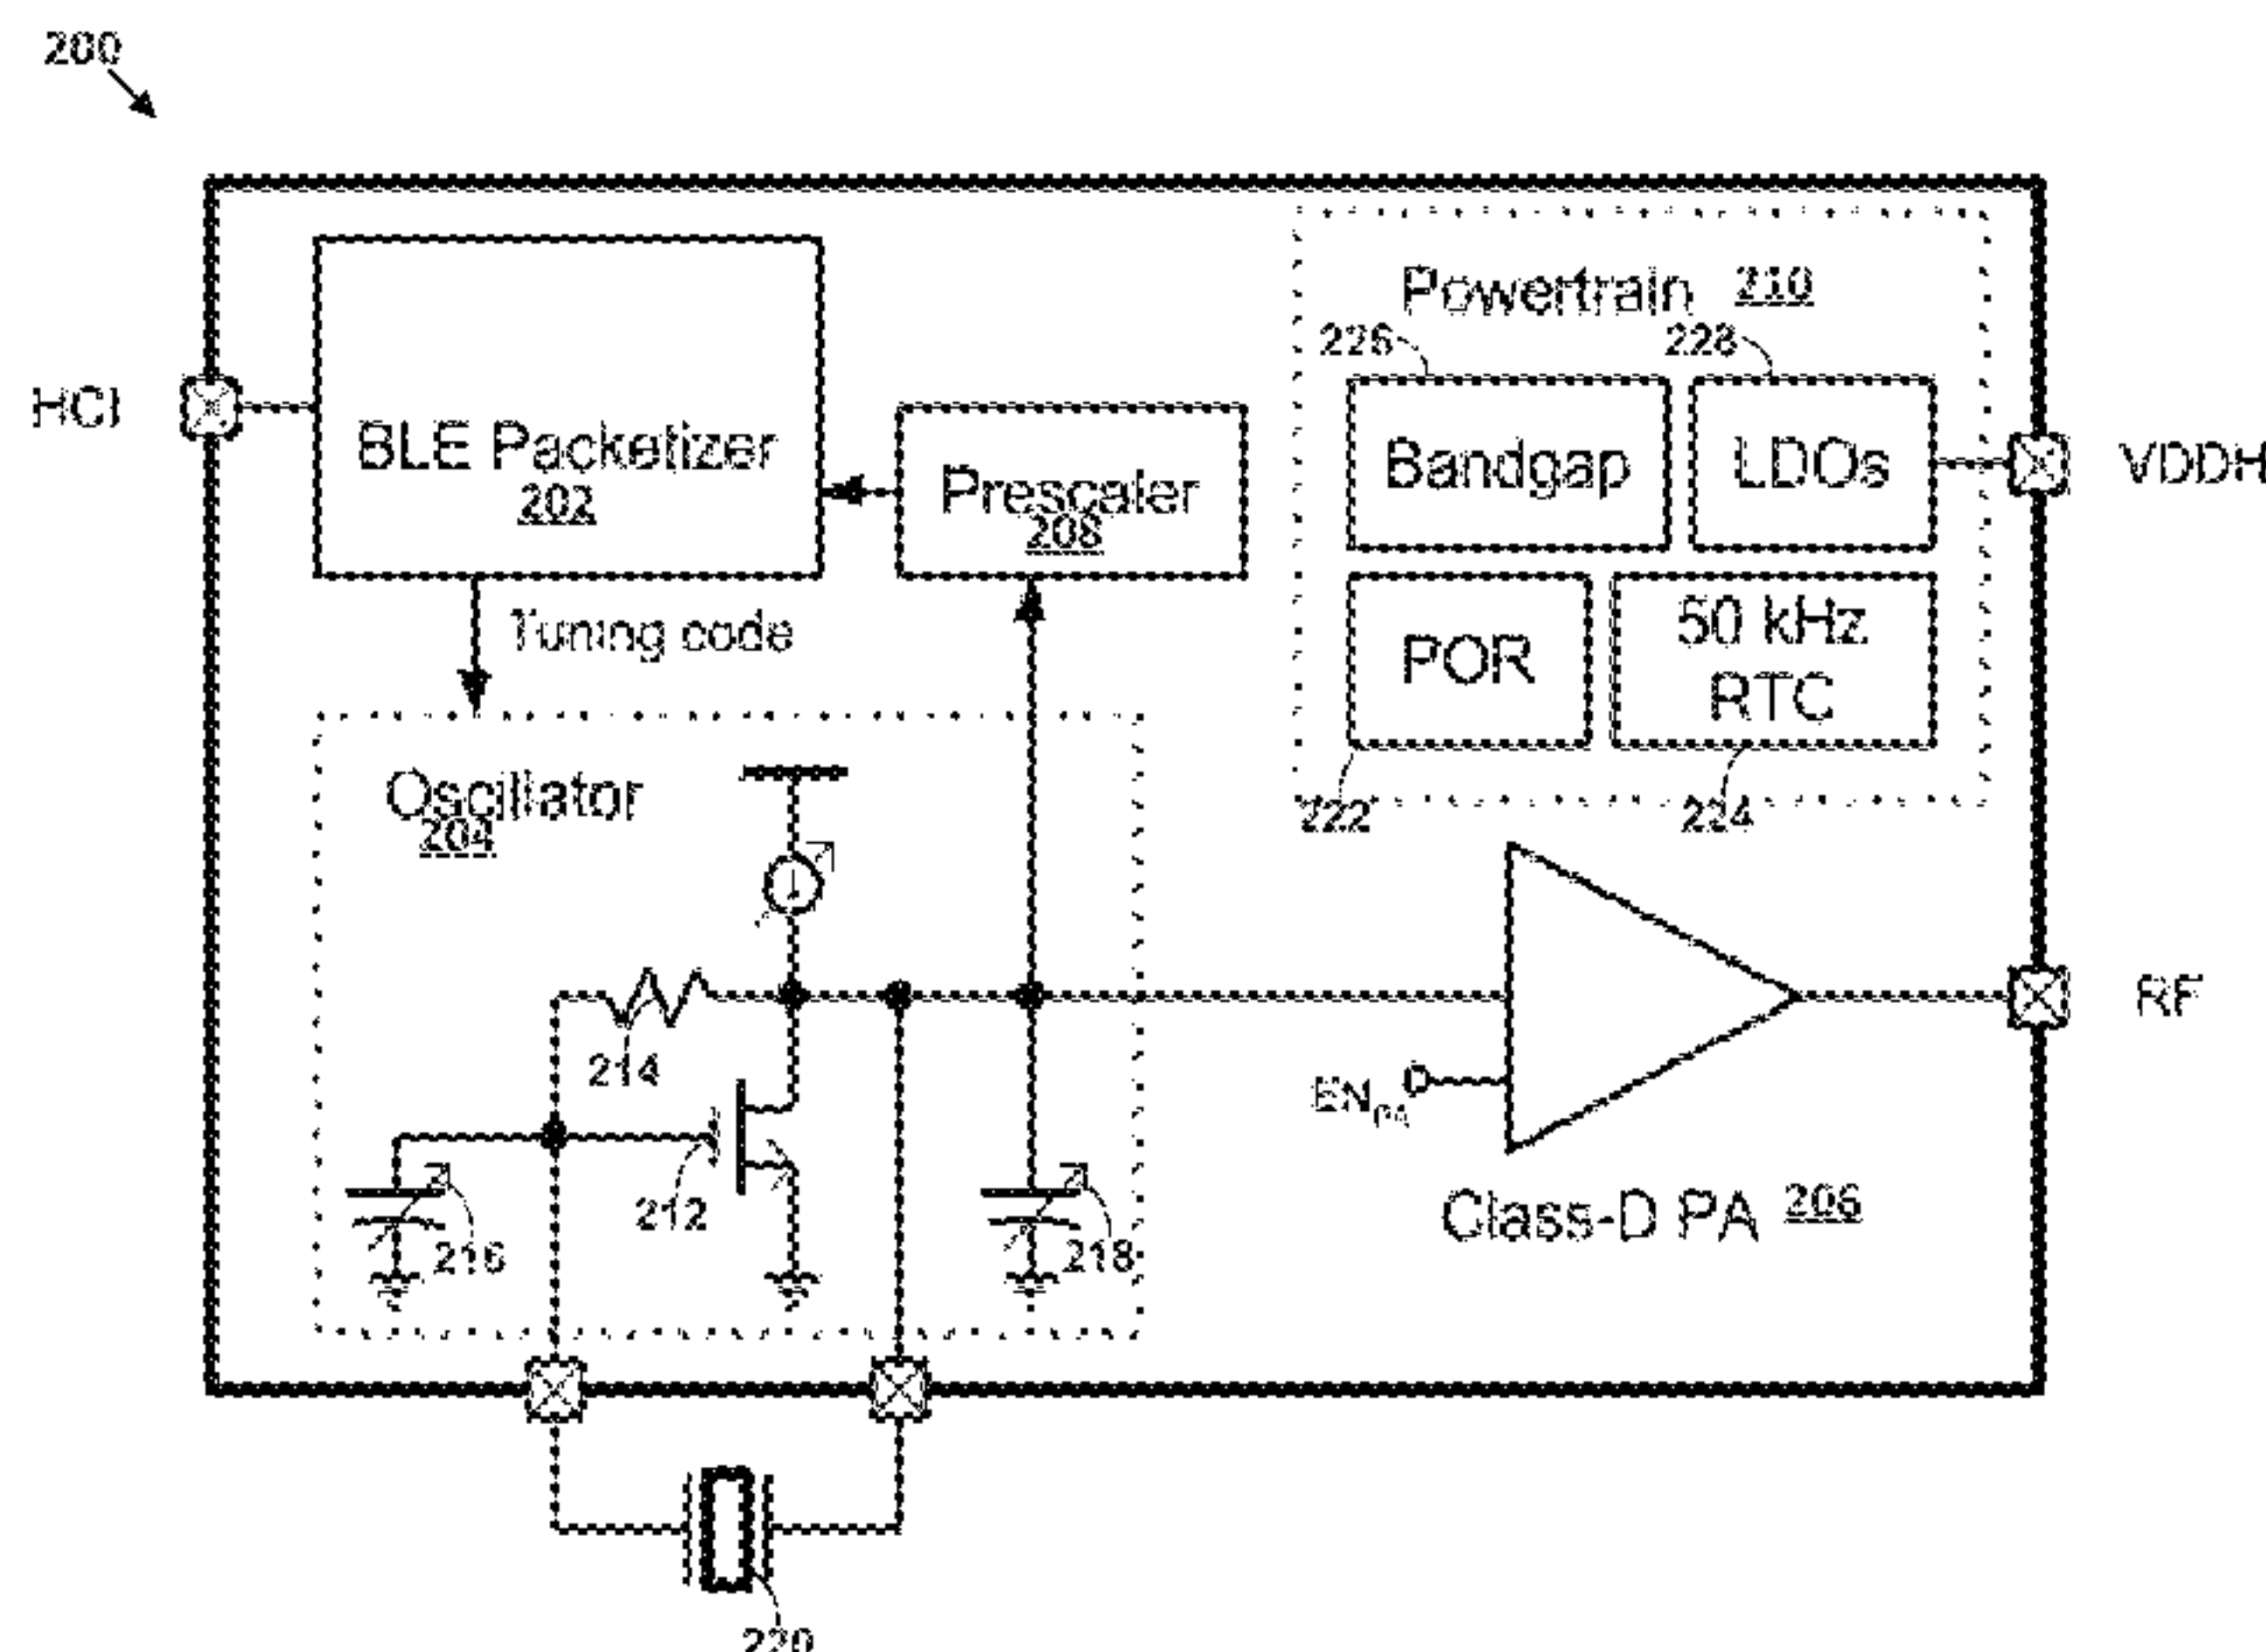 200
Powertrain 210
226
228
HCI
BLE Packetizer
202
Prescaler
208
Bandgap
LDOs
VDDH
Tuning code
POR
50 kHz
RTC
222
224
Oscillator
204
214
212
216
218
EN_PA
RF
Class-D PA 206
220